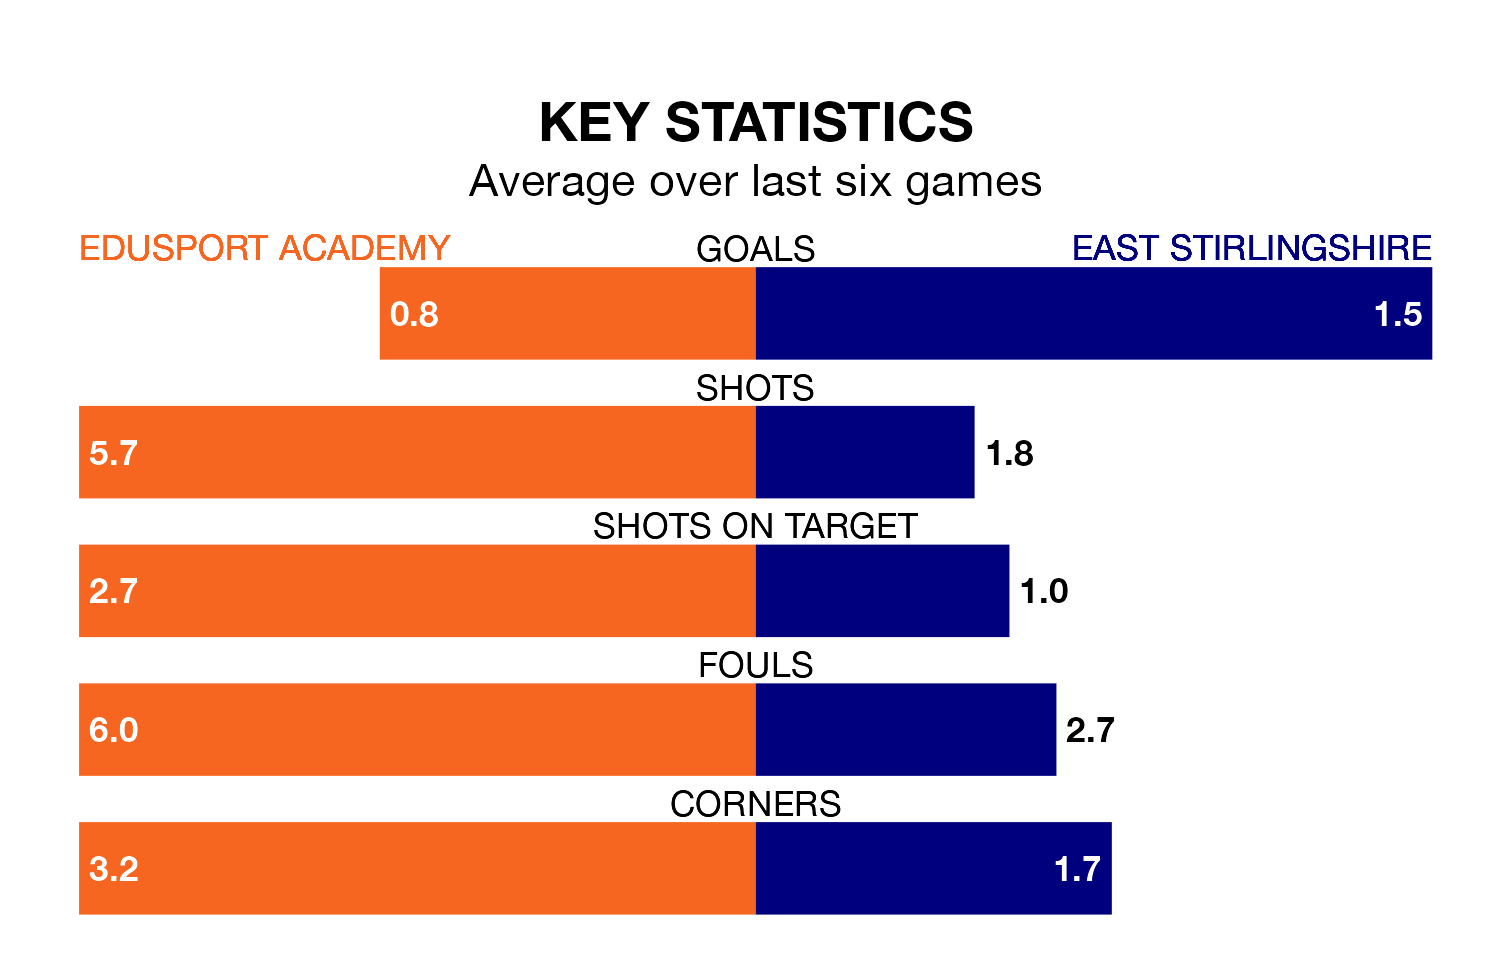 KEY STATISTICS
Average over last six games
EDUSPORT ACADEMY GOALS EAST STIRLINGSHIRE
0.8 1.5
SHOTS
5.7 1.8
SHOTS ON TARGET
2.7 1.0
FOULS
6.0 2.7
CORNERS
3.2 1.7